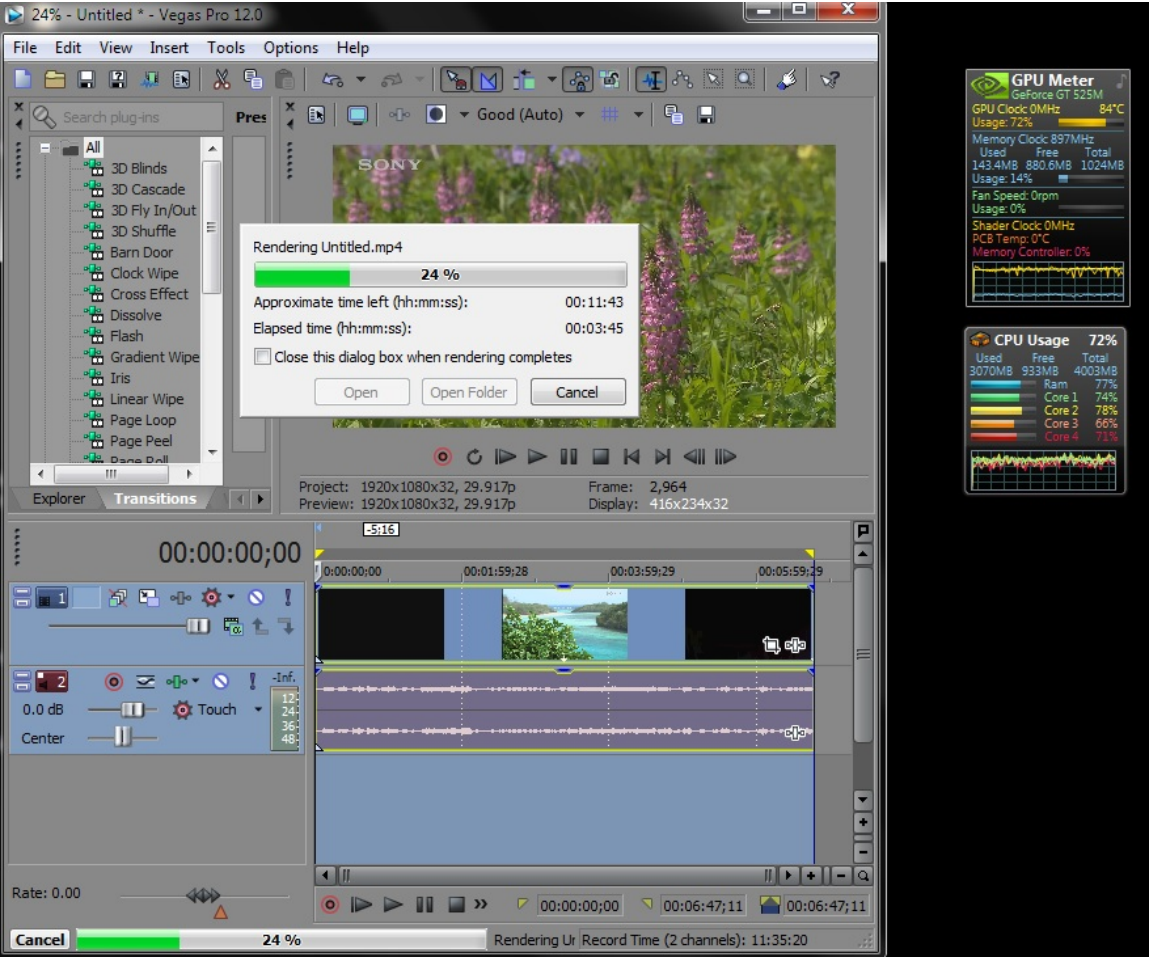 24% - Untitled * - Vegas Pro 12.0
File Edit View Insert Tools Options Help
Search plug-ins
Pres
Good (Auto)
All
3D Blinds
3D Cascade
3D Fly In/Out
3D Shuffle
Barn Door
Clock Wipe
Cross Effect
Dissolve
Flash
Gradient Wipe
Iris
Linear Wipe
Page Loop
Page Peel
Page Roll
Explorer Transitions
SONY
Rendering Untitled.mp4
24 %
Approximate time left (hh:mm:ss): 00:11:43
Elapsed time (hh:mm:ss): 00:03:45
Close this dialog box when rendering completes
Open Open Folder Cancel
Project: 1920x1080x32, 29.917p Frame: 2,964
Preview: 1920x1080x32, 29.917p Display: 416x234x32
GPU Meter
GeForce GT 525M
GPU Clock: 0MHz 84°C
Usage: 72%
Memory Clock: 897MHz
Used Free Total
143.4MB 880.6MB 1024MB
Usage: 14%
Fan Speed: 0rpm
Usage: 0%
Shader Clock: 0MHz
PCB Temp: 0°C
Memory Controller: 0%
CPU Usage 72%
Used Free Total
3070MB 933MB 4003MB
Ram 77%
Core 1 74%
Core 2 78%
Core 3 66%
Core 4 71%
-5;16
00:00:00;00
0:00:00;00 00:01:59;28 00:03:59;29 00:05:59;29
1
2
-Inf.
0.0 dB Touch
Center
12
24
36
48
Rate: 0.00
00:00:00;00 00:06:47;11 00:06:47;11
Cancel 24 % Rendering Ur Record Time (2 channels): 11:35:20